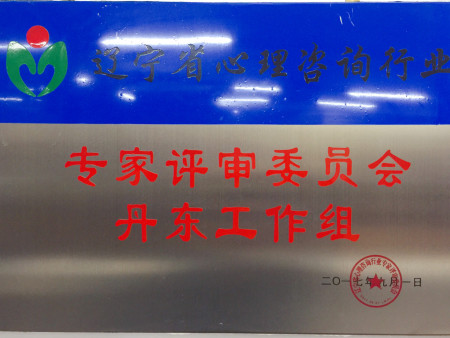 辽宁省心理咨询行业
专家评审委员会
丹东工作组
二〇一七年九月一日